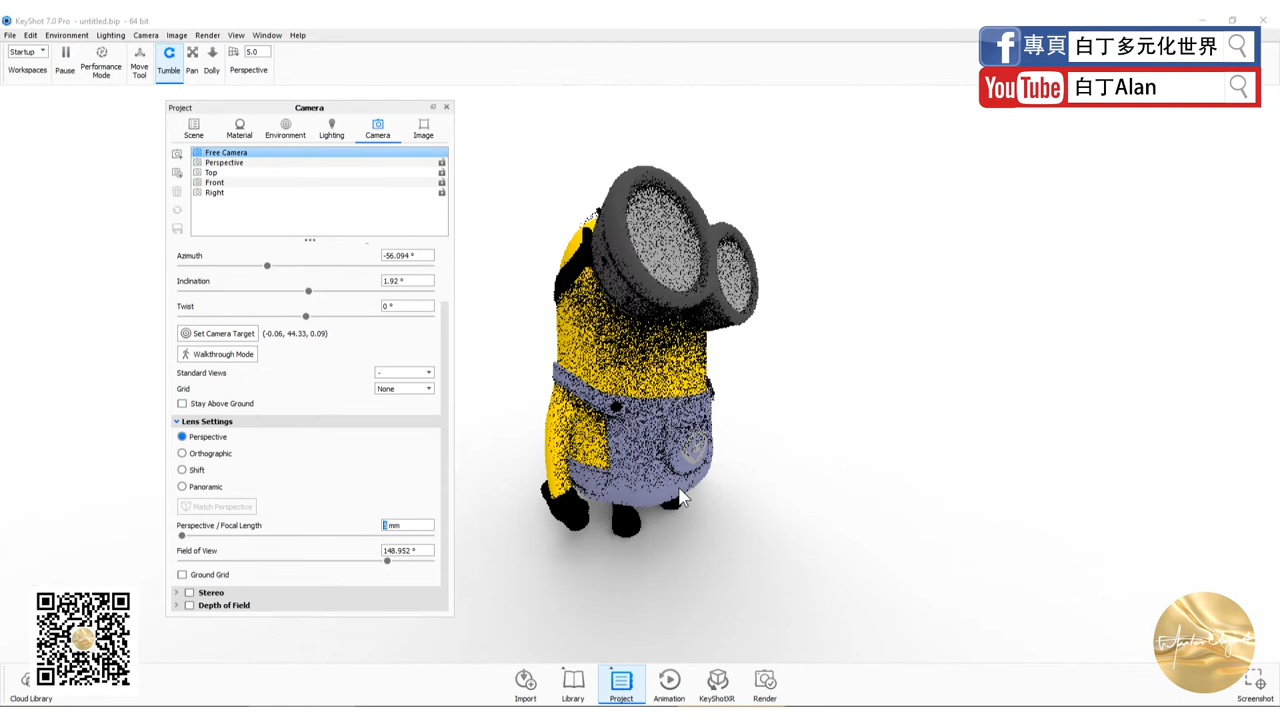 KeyShot 7.0 Pro - untitled.bip - 64 bit
File Edit Environment Lighting Camera Image Render View Window Help
Startup
5.0
Workspaces Pause Performance Mode Move Tool Tumble Pan Dolly Perspective
f 專頁 白丁多元化世界
YouTube 白丁Alan
Project Camera
Scene Material Environment Lighting Camera Image
Free Camera
Perspective
Top
Front
Right
Azimuth -56.094 °
Inclination 1.92 °
Twist 0 °
Set Camera Target (-0.06, 44.33, 0.09)
Walkthrough Mode
Standard Views -
Grid None
Stay Above Ground
Lens Settings
Perspective
Orthographic
Shift
Panoramic
Match Perspective
Perspective / Focal Length mm
Field of View 148.952 °
Ground Grid
Stereo
Depth of Field
Cloud Library Import Library Project Animation KeyShotXR Render Screenshot